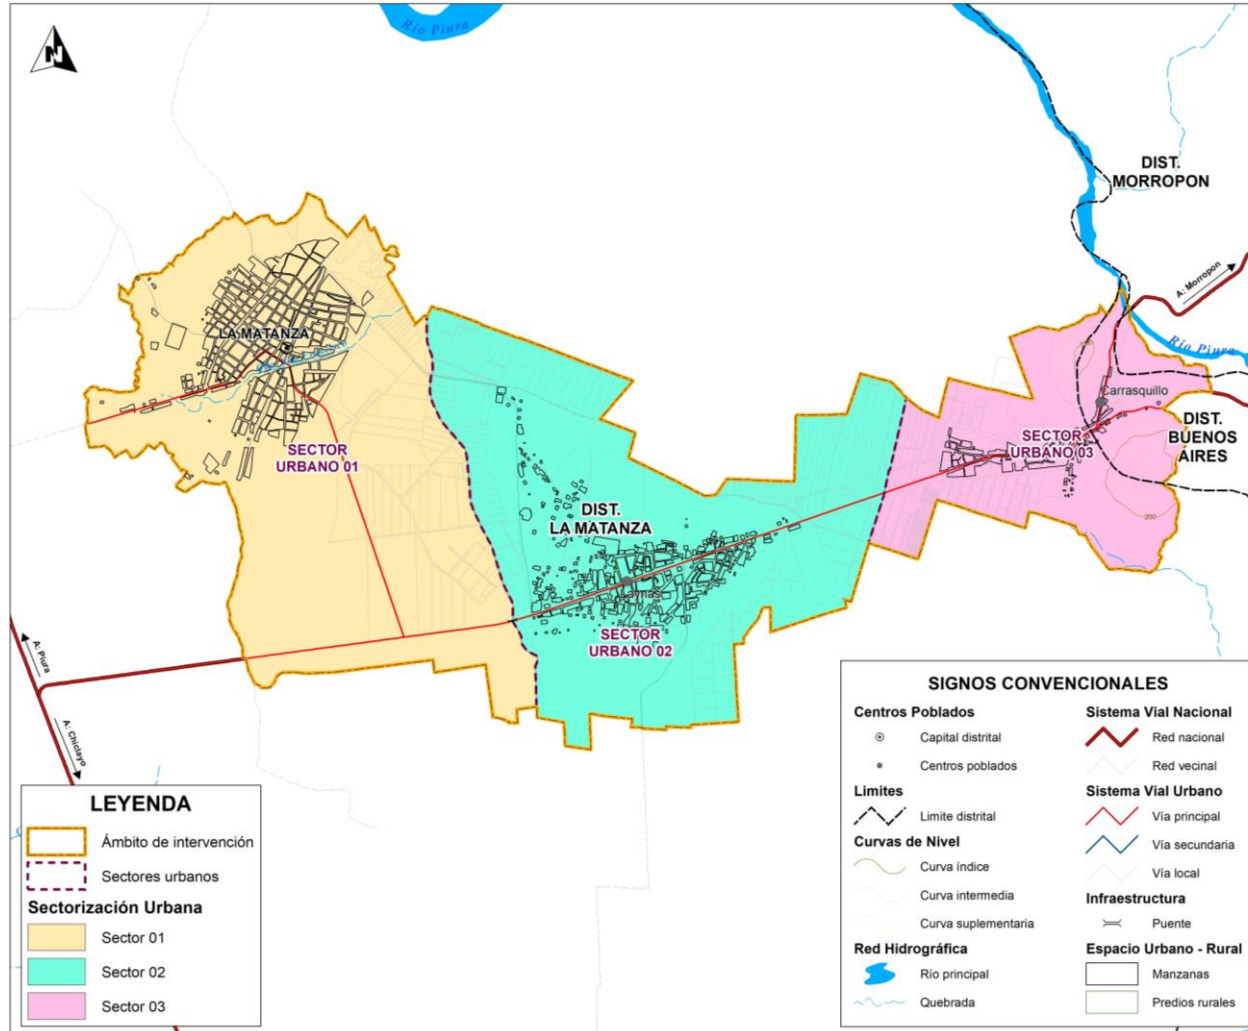 Río Piura
N
DIST.
MORROPON
A: Morropon
LA MATANZA
Río Piura
Carrasquillo
SECTOR
URBANO 01
SECTOR
URBANO 03
DIST.
BUENOS
AIRES
200
DIST.
LA MATANZA
200
Laynas
SECTOR
URBANO 02
A: Piura
A: Chiclayo
LEYENDA
Ámbito de intervención
Sectores urbanos
Sectorización Urbana
Sector 01
Sector 02
Sector 03
SIGNOS CONVENCIONALES
Centros Poblados
Capital distrital
Centros poblados
Limites
Limite distrital
Curvas de Nivel
Curva índice
Curva intermedia
Curva suplementaria
Red Hidrográfica
Río principal
Quebrada
Sistema Vial Nacional
Red nacional
Red vecinal
Sistema Vial Urbano
Vía principal
Vía secundaria
Vía local
Infraestructura
Puente
Espacio Urbano - Rural
Manzanas
Predios rurales